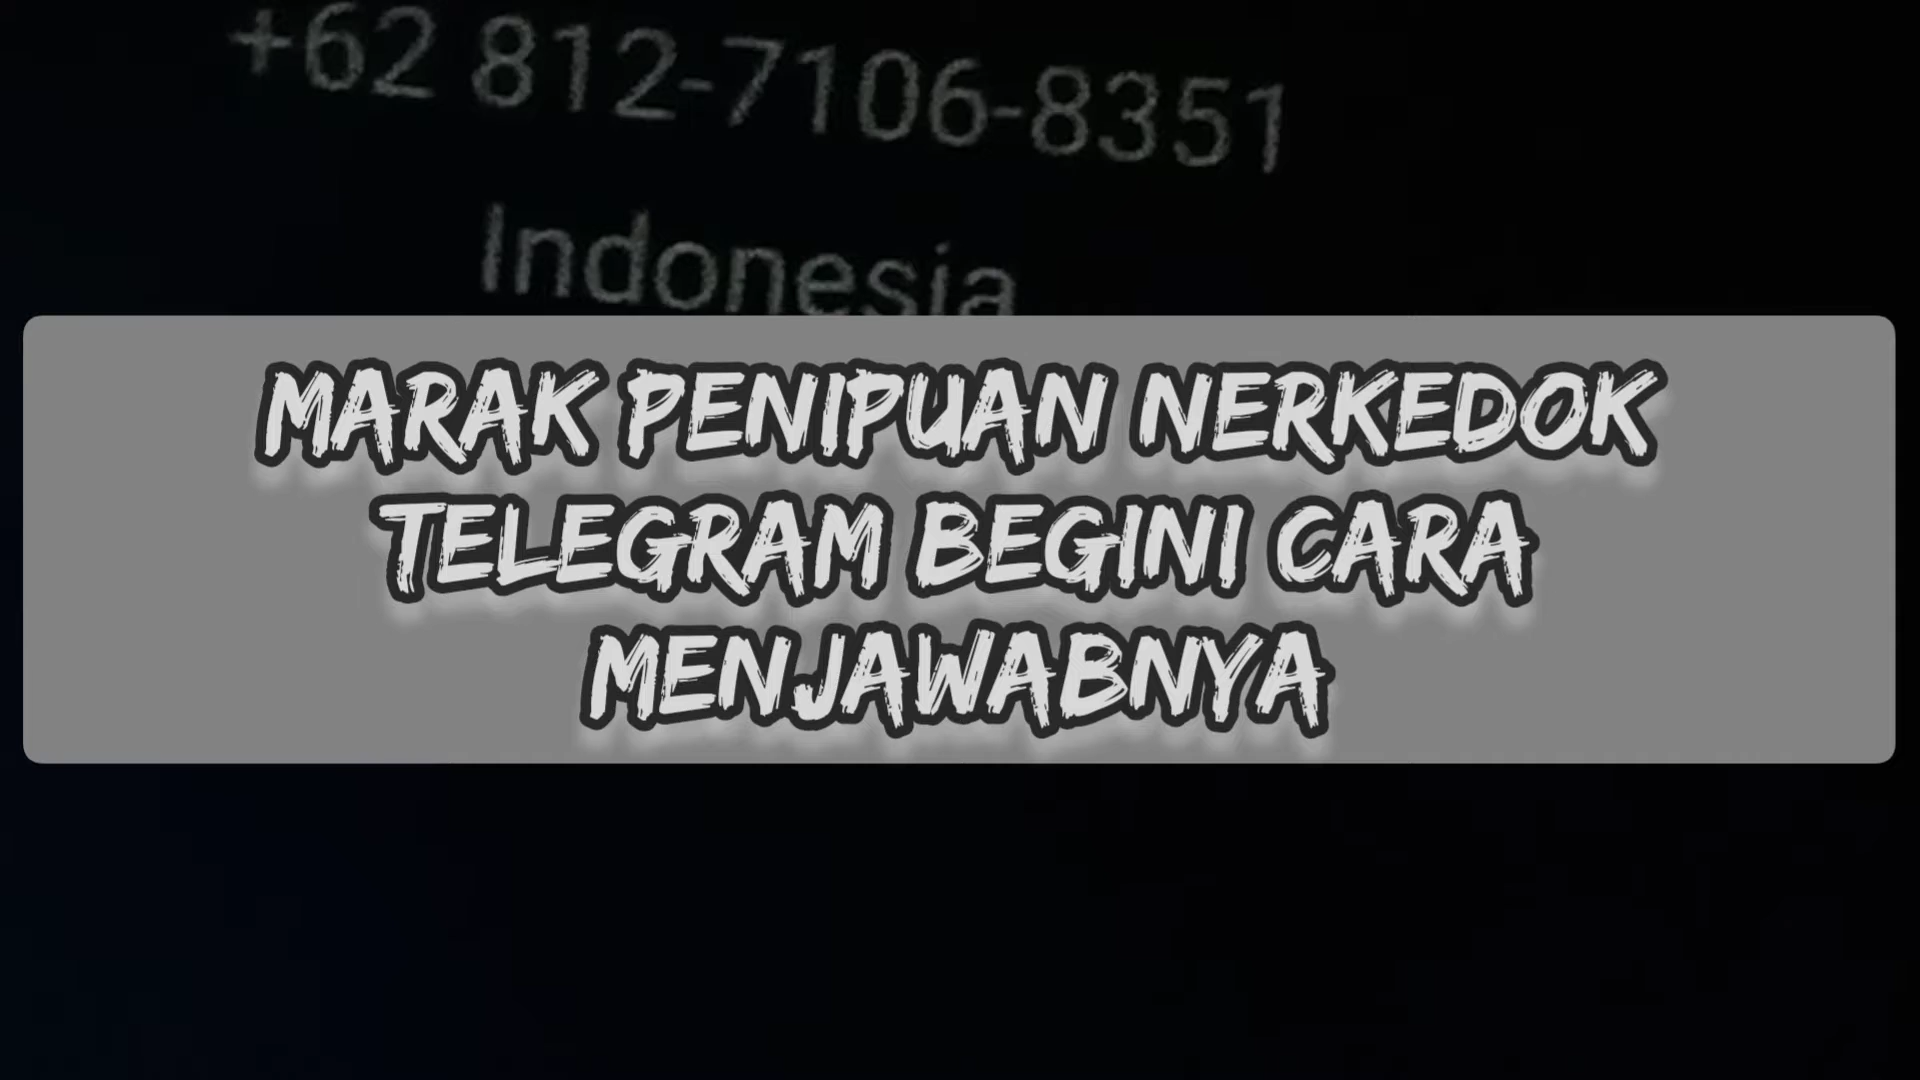 +62 812-7106-8351
Indonesia
MARAK PENIPUAN NERKEDOK
TELEGRAM BEGINI CARA
MENJAWABNYA